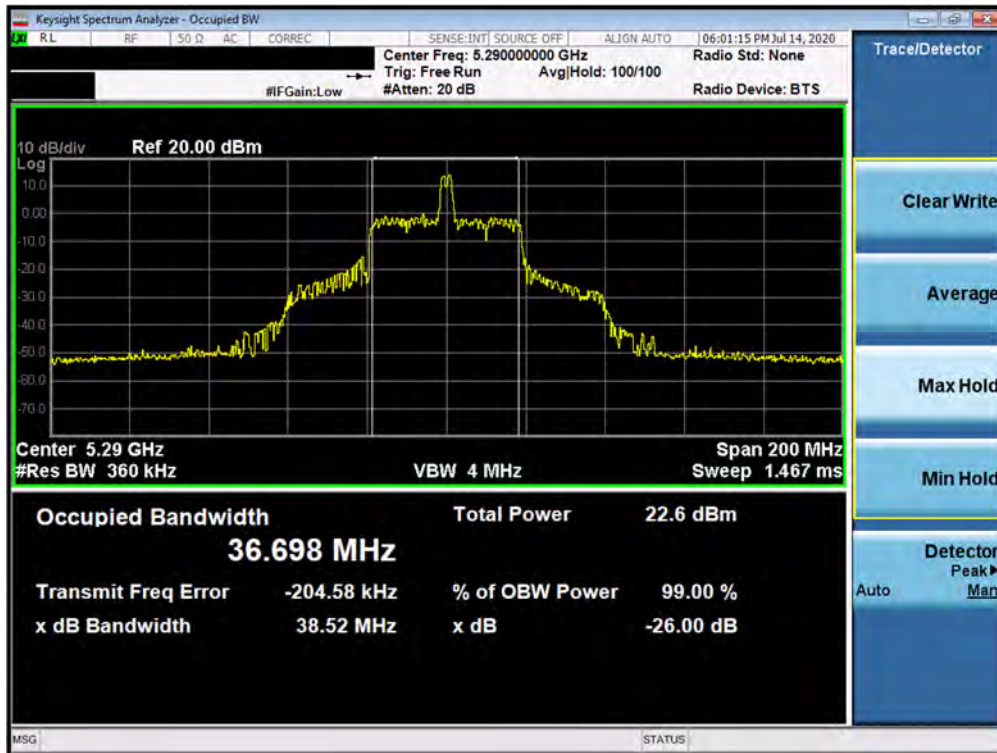 Keysight Spectrum Analyzer - Occupied BW
LXI RL RF 50 Ω AC CORREC SENSE:INT SOURCE OFF ALIGN AUTO 06:01:15 PM Jul 14, 2020
Center Freq: 5.290000000 GHz Radio Std: None
Trig: Free Run Avg|Hold: 100/100
#IFGain:Low #Atten: 20 dB Radio Device: BTS
Trace/Detector
10 dB/div Ref 20.00 dBm
Log
10.0
0.00
-10.0
-20.0
-30.0
-40.0
-50.0
-60.0
-70.0
Center 5.29 GHz Span 200 MHz
#Res BW 360 kHz VBW 4 MHz Sweep 1.467 ms
Clear Write
Average
Max Hold
Min Hold
Detector
Peak▶
Auto Man
Occupied Bandwidth Total Power 22.6 dBm
36.698 MHz
Transmit Freq Error -204.58 kHz % of OBW Power 99.00 %
x dB Bandwidth 38.52 MHz x dB -26.00 dB
MSG STATUS